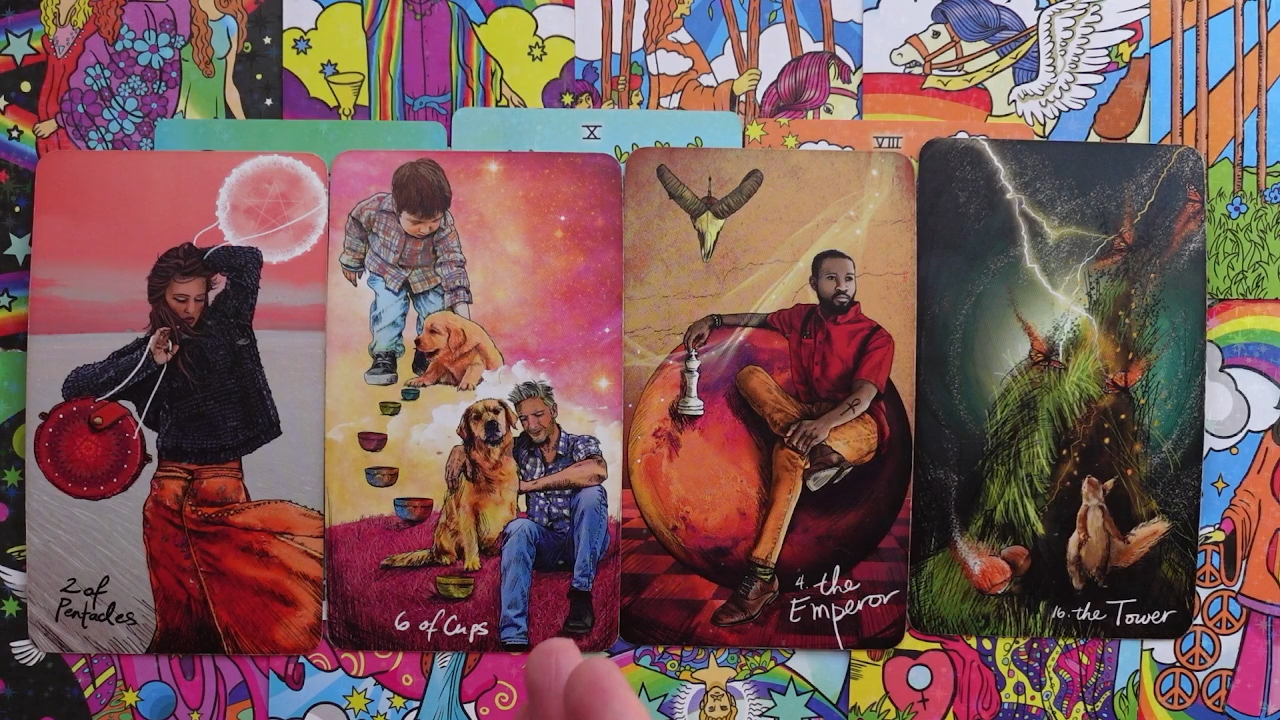 X
VIII
2 of
Pentacles
6 of Cups
4. the
Emperor
16. the Tower